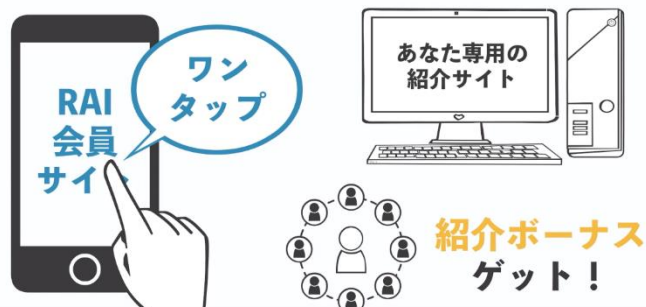 RAI
会員
サイト
ワン
タップ
あなた専用の
紹介サイト
紹介ボーナス
ゲット！